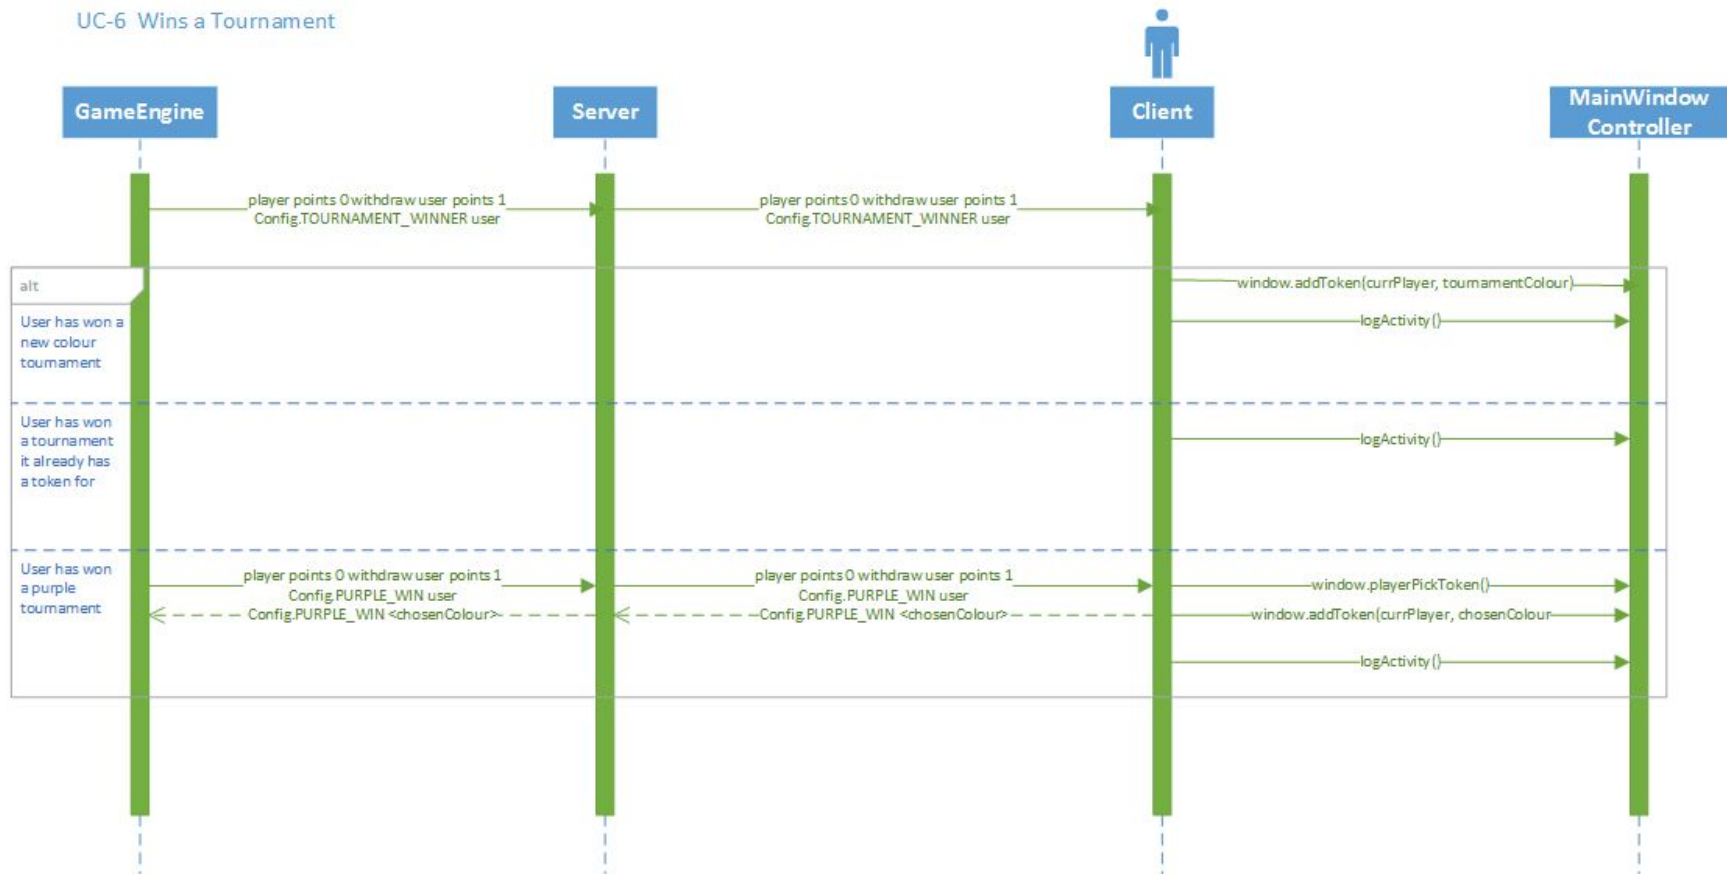 UC-6 Wins a Tournament
GameEngine
Server
Client
MainWindow
Controller
player points 0 withdraw user points 1
Config.TOURNAMENT_WINNER user
player points 0 withdraw user points 1
Config.TOURNAMENT_WINNER user
alt
window.addToken(currPlayer, tournamentColour)
User has won a
new colour
tournament
logActivity()
User has won
a tournament
it already has
a token for
logActivity()
User has won
a purple
tournament
player points 0 withdraw user points 1
Config.PURPLE_WIN user
Config.PURPLE_WIN <chosenColour>
player points 0 withdraw user points 1
Config.PURPLE_WIN user
Config.PURPLE_WIN <chosenColour>
window.playerPickToken()
window.addToken(currPlayer, chosenColour
logActivity()